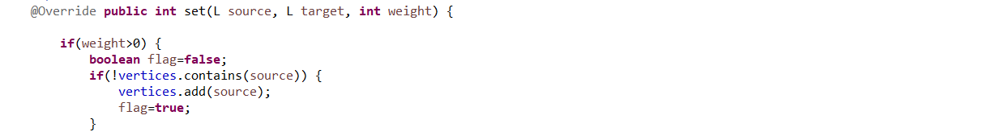 @Override public int set(L source, L target, int weight) {
if(weight>0) {
boolean flag=false;
if(!vertices.contains(source)) {
vertices.add(source);
flag=true;
}